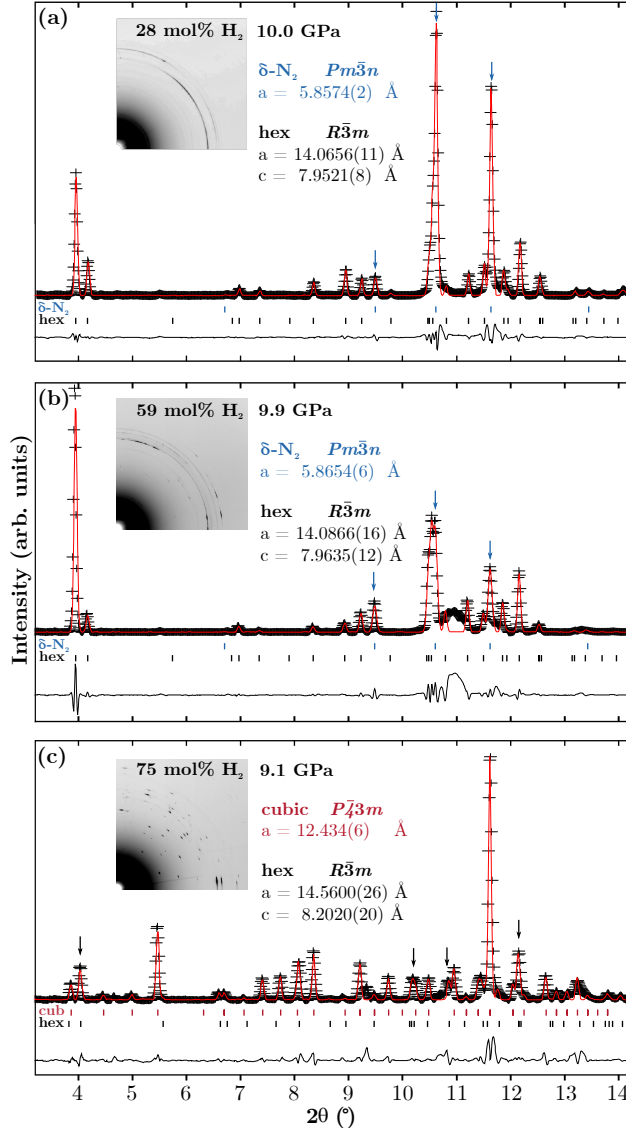 (a)
28 mol% H₂
10.0 GPa
δ-N₂ Pm3̄n
a = 5.8574(2) Å
hex R3̄m
a = 14.0656(11) Å
c = 7.9521(8) Å
δ-N₂
hex
(b)
59 mol% H₂
9.9 GPa
δ-N₂ Pm3̄n
a = 5.8654(6) Å
hex R3̄m
a = 14.0866(16) Å
c = 7.9635(12) Å
δ-N₂
hex
Intensity (arb. units)
(c)
75 mol% H₂
9.1 GPa
cubic P4̄3m
a = 12.434(6) Å
hex R3̄m
a = 14.5600(26) Å
c = 8.2020(20) Å
cub
hex
4 5 6 7 8 9 10 11 12 13 14
2θ (°)